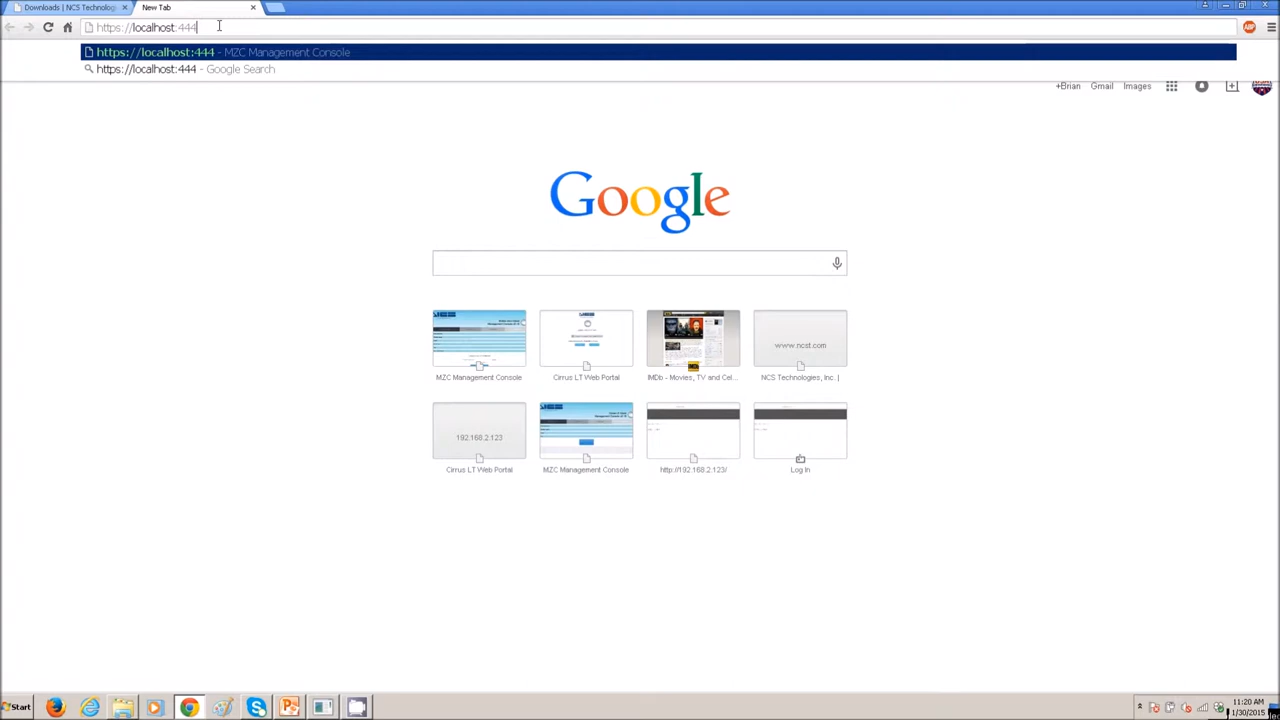 Downloads | NCS Technolog
New Tab
https://localhost:444
https://localhost:444 - MZC Management Console
https://localhost:444 - Google Search
+Brian Gmail Images
Google
MZC Management Console
Cirrus LT Web Portal
IMDb - Movies, TV and Cel...
www.ncst.com
NCS Technologies, Inc. |
192.168.2.123
Cirrus LT Web Portal
MZC Management Console
http://192.168.2.123/
Log In
Start
11:20 AM
1/30/2015